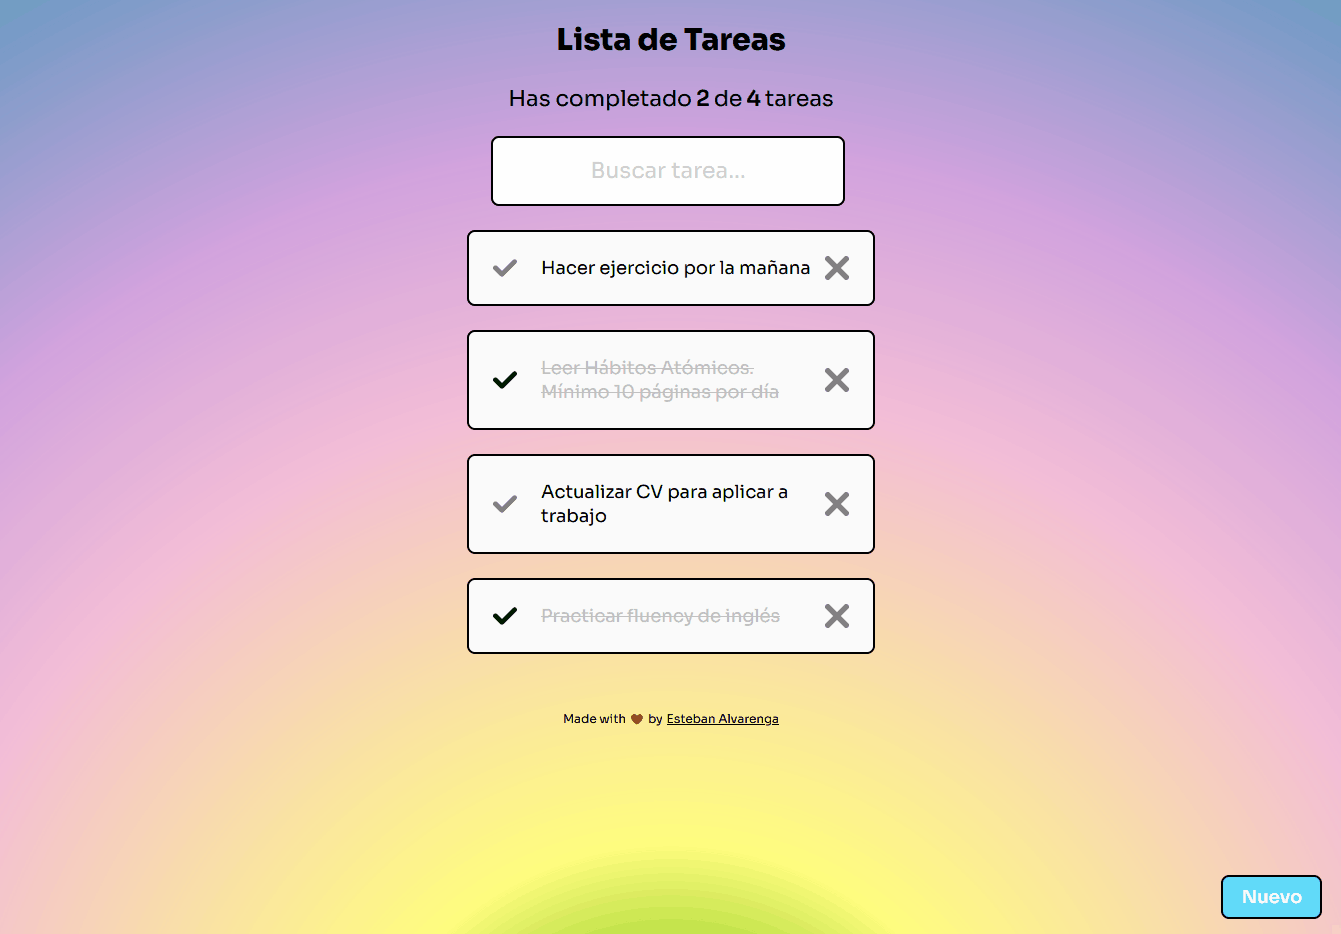 Lista de Tareas
Has completado 2 de 4 tareas
Buscar tarea...
Hacer ejercicio por la mañana
Leer Hábitos Atómicos.
Mínimo 10 páginas por día
Actualizar CV para aplicar a
trabajo
Practicar fluency de inglés
Made with 🤎 by Esteban Alvarenga
Nuevo